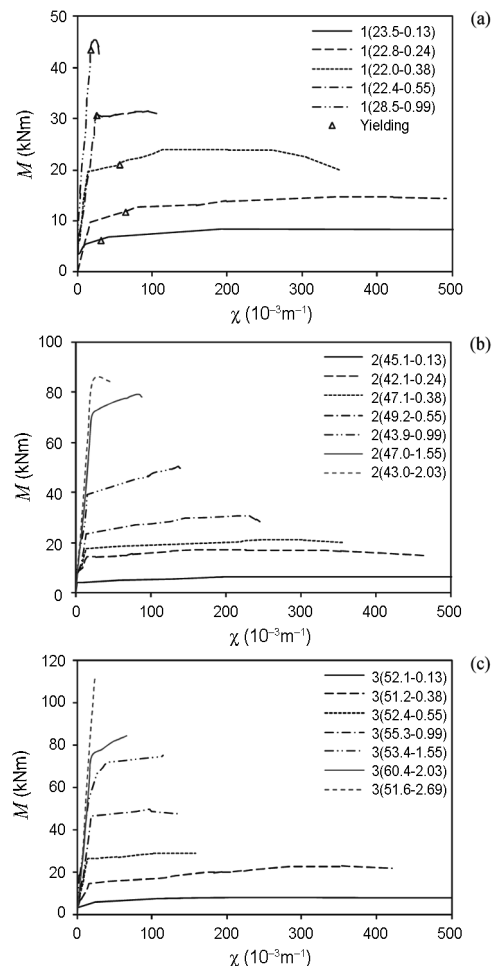 (a)
50
40
30
20
10
0
M (kNm)
1(23.5-0.13)
1(22.8-0.24)
1(22.0-0.38)
1(22.4-0.55)
1(28.5-0.99)
Yielding
0 100 200 300 400 500
χ (10⁻³m⁻¹)
(b)
100
80
60
40
20
0
M (kNm)
2(45.1-0.13)
2(42.1-0.24)
2(47.1-0.38)
2(49.2-0.55)
2(43.9-0.99)
2(47.0-1.55)
2(43.0-2.03)
0 100 200 300 400 500
χ (10⁻³m⁻¹)
(c)
120
100
80
60
40
20
0
M (kNm)
3(52.1-0.13)
3(51.2-0.38)
3(52.4-0.55)
3(55.3-0.99)
3(53.4-1.55)
3(60.4-2.03)
3(51.6-2.69)
0 100 200 300 400 500
χ (10⁻³m⁻¹)